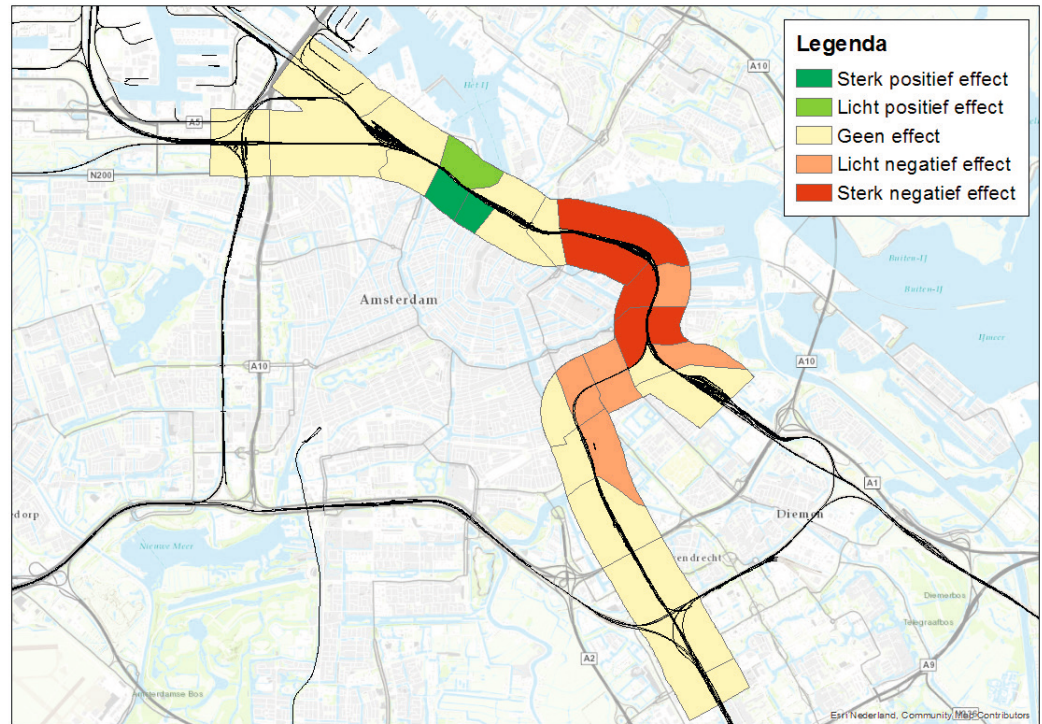 Legenda
Sterk positief effect
Licht positief effect
Geen effect
Licht negatief effect
Sterk negatief effect
A10
Het IJ
A5
N200
Buiten-IJ
Amsterdam
Buiten-IJ
IJmeer
A10
A10
A1
edorp
Diemen
Nieuwe Meer
endrecht
Diemerbos
Telegraafbos
A2
A9
Amsterdamse Bos
Esri Nederland, Community Map Contributors